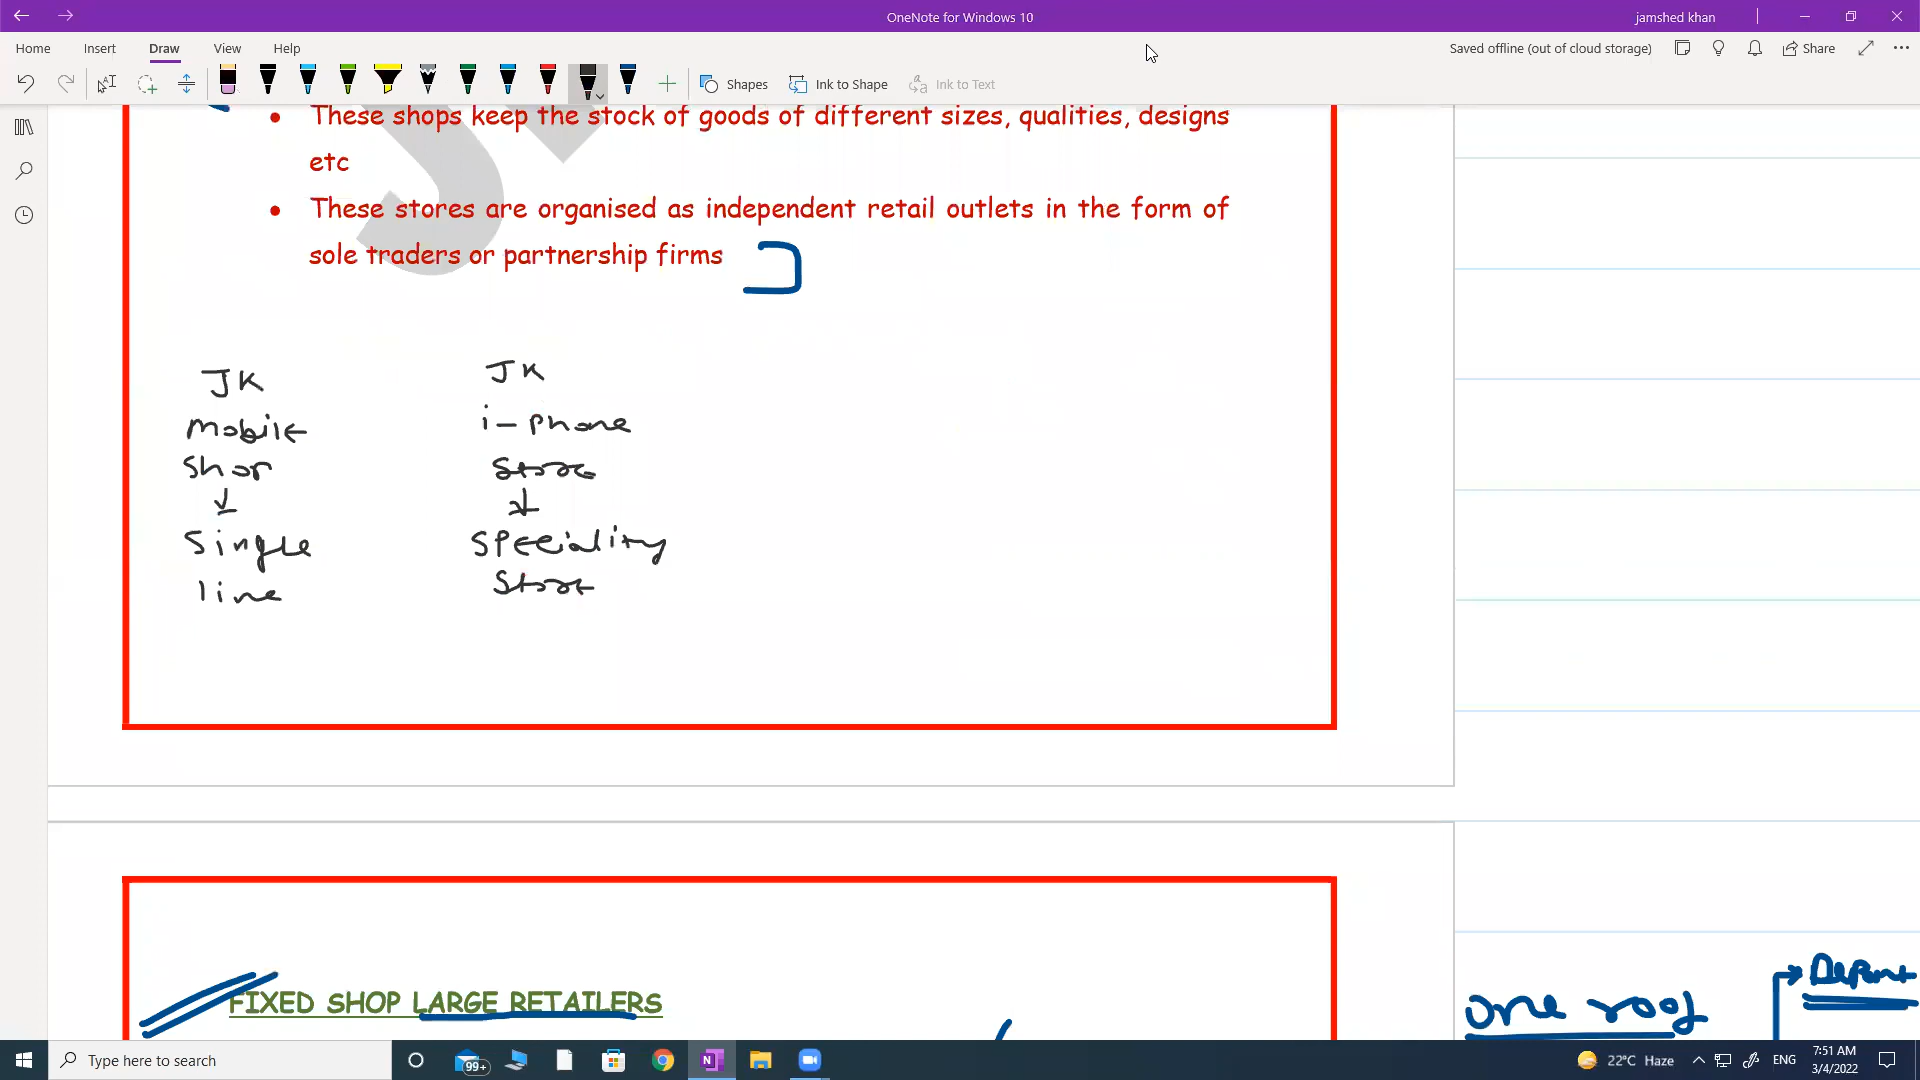 OneNote for Windows 10
jamshed khan
Home Insert Draw View Help
Saved offline (out of cloud storage)
Share
Shapes
Ink to Shape
Ink to Text
These shops keep the stock of goods of different sizes, qualities, designs
etc
These stores are organised as independent retail outlets in the form of
sole traders or partnership firms
JK
Mobile
Shop
Single
line
JK
i-phone
Store
Speciality
Store
FIXED SHOP LARGE RETAILERS
one roof
Type here to search
99+
22°C Haze
ENG
7:51 AM
3/4/2022